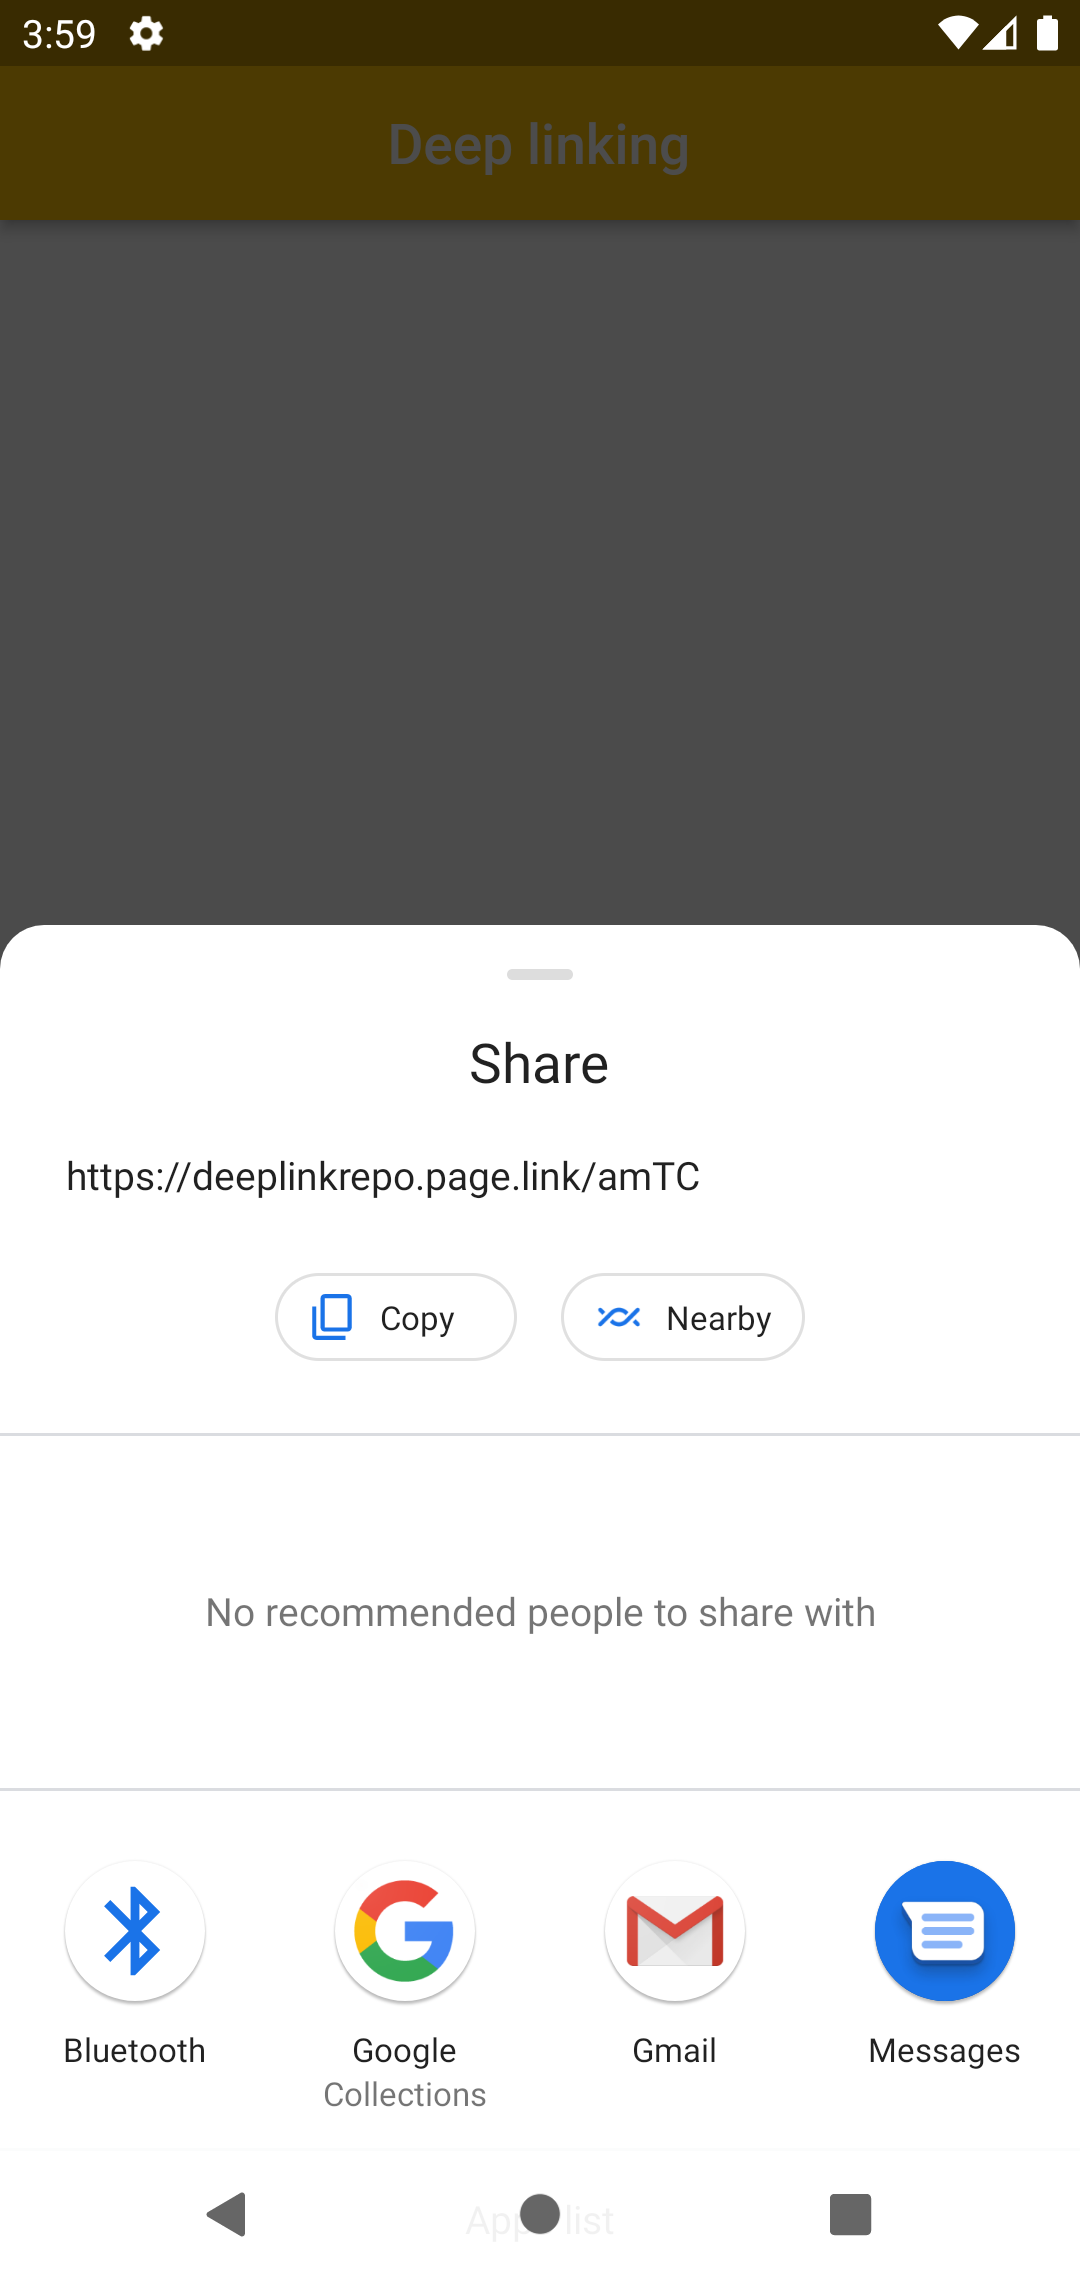 3:59
Deep linking
Share
https://deeplinkrepo.page.link/amTC
Copy
Nearby
No recommended people to share with
Bluetooth
Google
Collections
Gmail
Messages
list